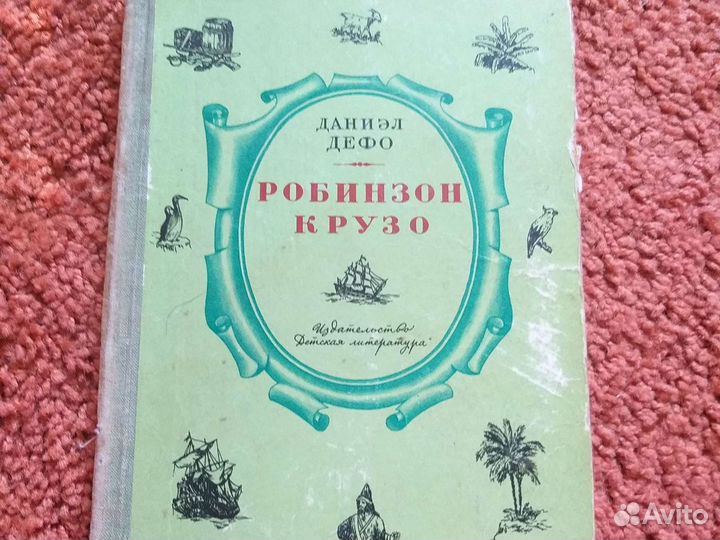 ДАНИЭЛ
ДЕФО
РОБИНЗОН
КРУЗО
Издательство
„Детская литература“
Avito